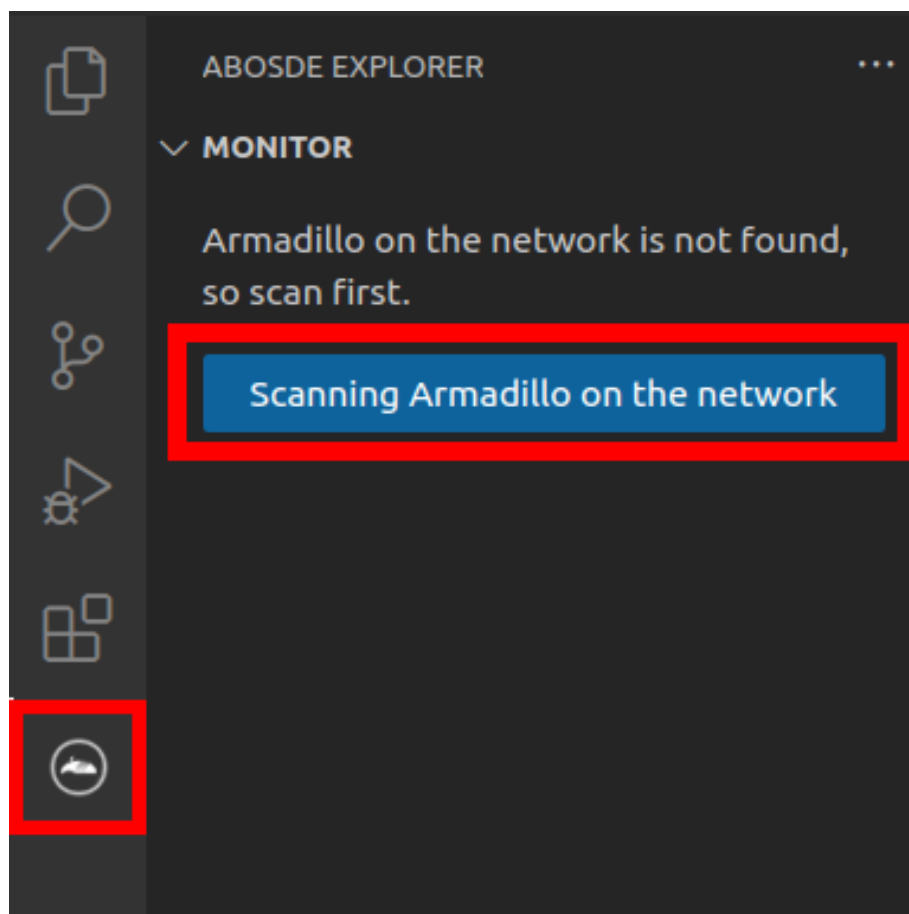 ABOSDE EXPLORER
MONITOR
Armadillo on the network is not found,
so scan first.
Scanning Armadillo on the network